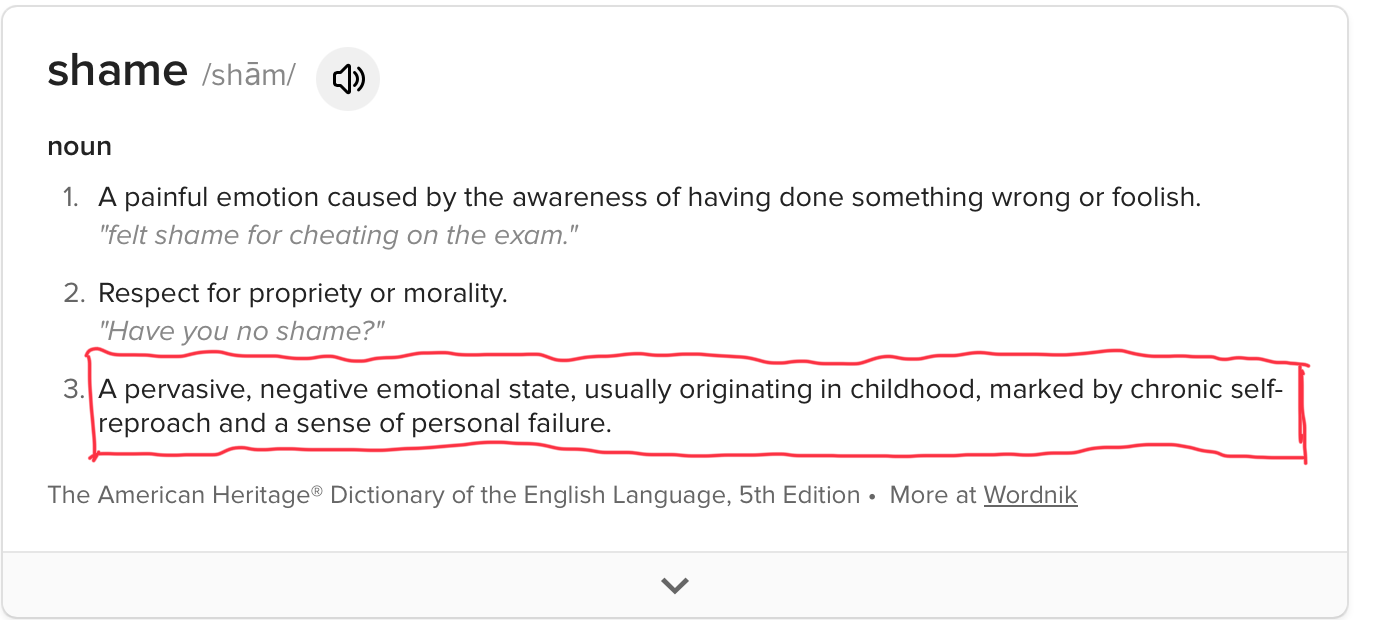 shame /shām/
noun
1. A painful emotion caused by the awareness of having done something wrong or foolish.
"felt shame for cheating on the exam."
2. Respect for propriety or morality.
"Have you no shame?"
3. A pervasive, negative emotional state, usually originating in childhood, marked by chronic self-
reproach and a sense of personal failure.
The American Heritage® Dictionary of the English Language, 5th Edition • More at Wordnik